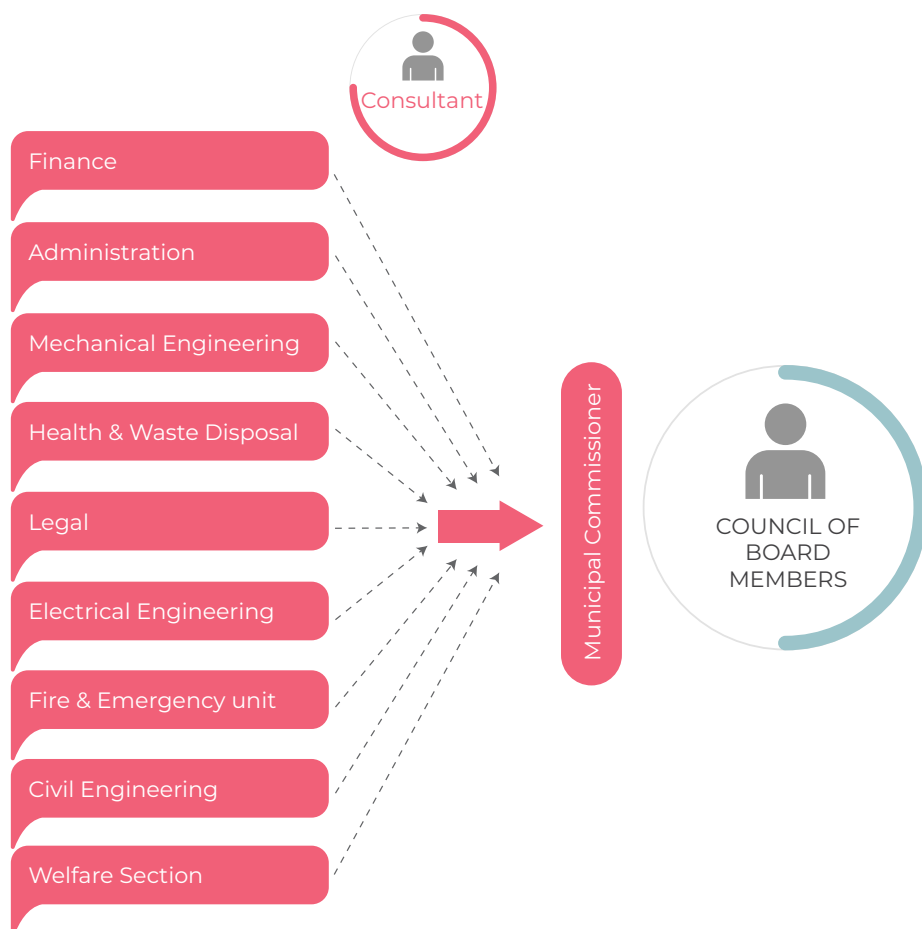 Consultant
Finance
Administration
Mechanical Engineering
Health & Waste Disposal
Legal
Electrical Engineering
Fire & Emergency unit
Civil Engineering
Welfare Section
Municipal Commissioner
COUNCIL OF
BOARD
MEMBERS